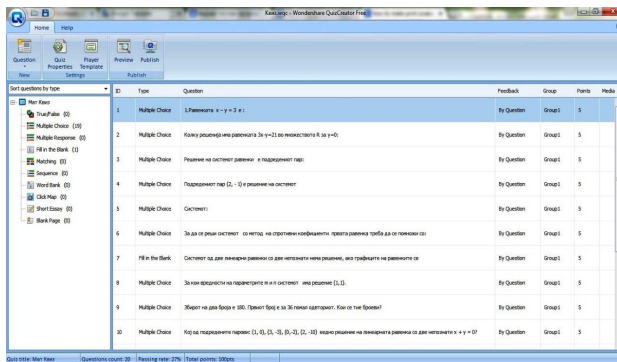 Квиз.wqc - Wondershare QuizCreator Free
Home Help
Question Quiz Properties Player Template Preview Publish
New Settings Publish
Sort questions by type
Мат Квиз
True/False (0)
Multiple Choice (19)
Multiple Response (0)
Fill in the Blank (1)
Matching (0)
Sequence (0)
Word Bank (0)
Click Map (0)
Short Essay (0)
Blank Page (0)
ID Type Question Feedback Group Points Media
1 Multiple Choice 1.Равенката x - y = 3 е : By Question Group1 5
2 Multiple Choice Колку решенија има равенката 3x-y=21 во множеството R за y=0: By Question Group1 5
3 Multiple Choice Решение на системот равенки е подредениот пар: By Question Group1 5
4 Multiple Choice Подредениот пар (2, - 1) е решение на системот By Question Group1 5
5 Multiple Choice Системот: By Question Group1 5
6 Multiple Choice За да се реши системот со метод на спротивни коефициенти првата равенка треба да се помножи со: By Question Group1 5
7 Fill in the Blank Системот од две линеарни равенки со две непознати нема решение, ако графиците на равенките се By Question Group1 5
8 Multiple Choice За кои вредности на параметрите m и n системот има решение (1,1). By Question Group1 5
9 Multiple Choice Збирот на два броја е 180. Првиот број е за 36 помал од вториот. Кои се тие броеви? By Question Group1 5
10 Multiple Choice Кој од подредените парови: (1, 0), (3, -3), (0,-2), (2, -10) е едно решение на линеарната равенка со две непознати x + y = 0? By Question Group1 5
Quiz title: Мат Квиз Questions count: 20 Passing rate: 37% Total points: 100pts